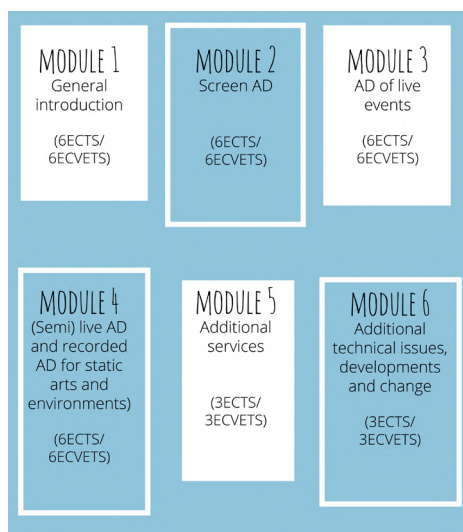 MODULE 1
General
introduction
(6ECTS/
6ECVETS)
MODULE 2
Screen AD
(6ECTS/
6ECVETS)
MODULE 3
AD of live
events
(6ECTS/
6ECVETS)
MODULE 4
(Semi) live AD
and recorded
AD for static
arts and
environments)
(6ECTS/
6ECVETS)
MODULE 5
Additional
services
(3ECTS/
3ECVETS)
MODULE 6
Additional
technical issues,
developments
and change
(3ECTS/
3ECVETS)